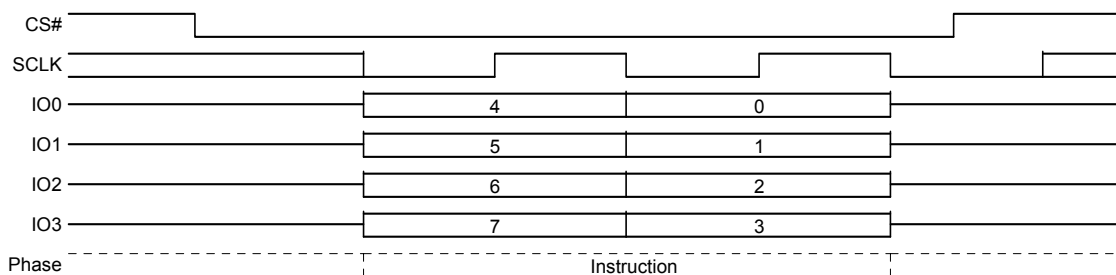 CS#
SCLK
IO0 4 0
IO1 5 1
IO2 6 2
IO3 7 3
Phase Instruction